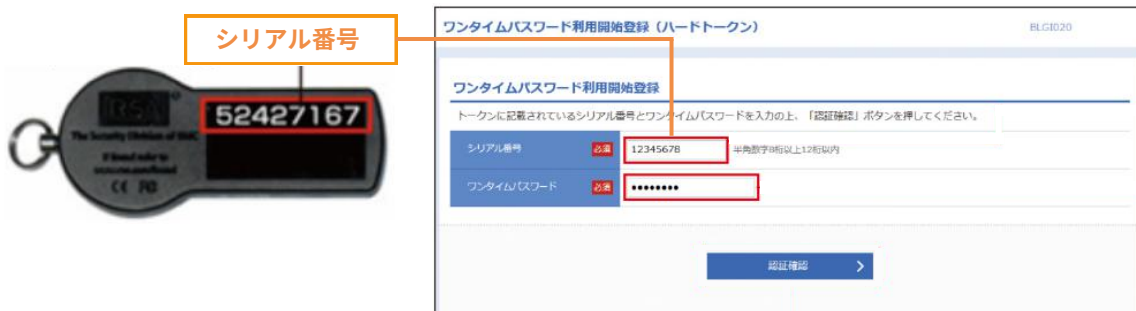 シリアル番号
RSA
The Security Division of EMC
If found refer to
52427167
ワンタイムパスワード利用開始登録（ハードトークン）
BLGI020
ワンタイムパスワード利用開始登録
トークンに記載されているシリアル番号とワンタイムパスワードを入力の上、「認証確認」ボタンを押してください。
シリアル番号 必須 12345678 半角数字8桁以上12桁以内
ワンタイムパスワード 必須 ●●●●●●●●
認証確認